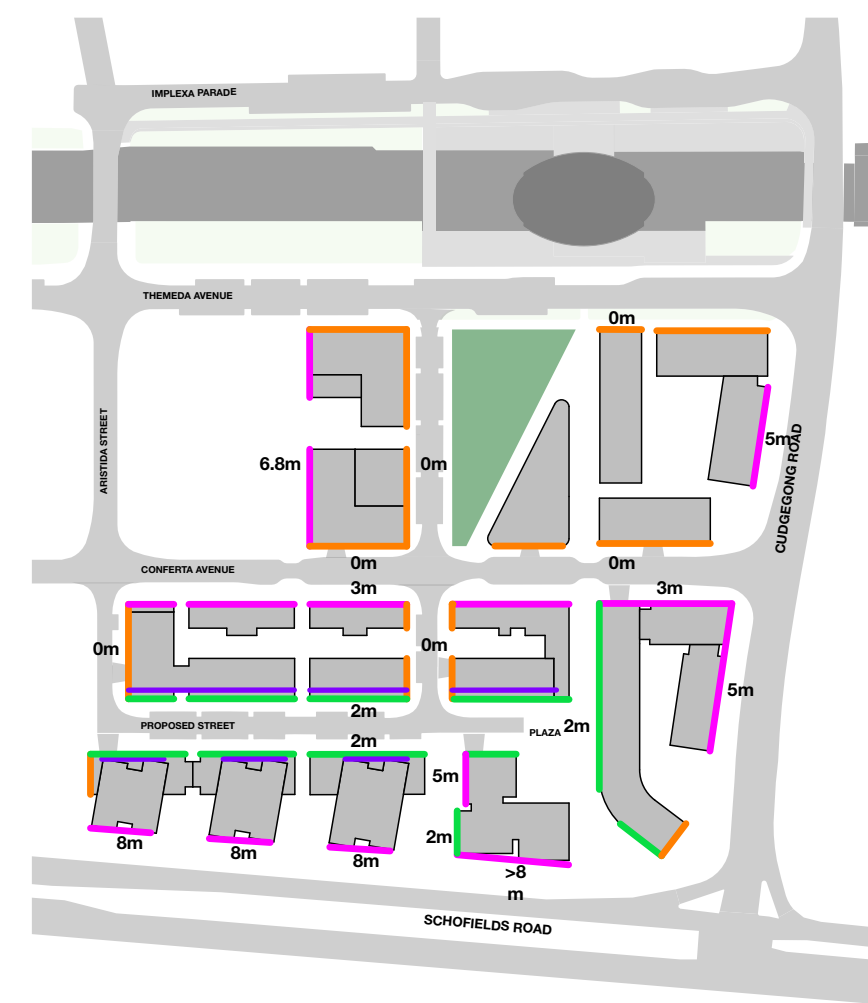 IMPLEXA PARADE
THEMEDA AVENUE
0m
ARISTIDA STREET
CUDGEGONG ROAD
5m
6.8m
0m
0m
0m
CONFERTA AVENUE
3m
3m
0m
0m
5m
2m
PROPOSED STREET
PLAZA
2m
2m
5m
2m
8m
8m
8m
>8
m
SCHOFIELDS ROAD